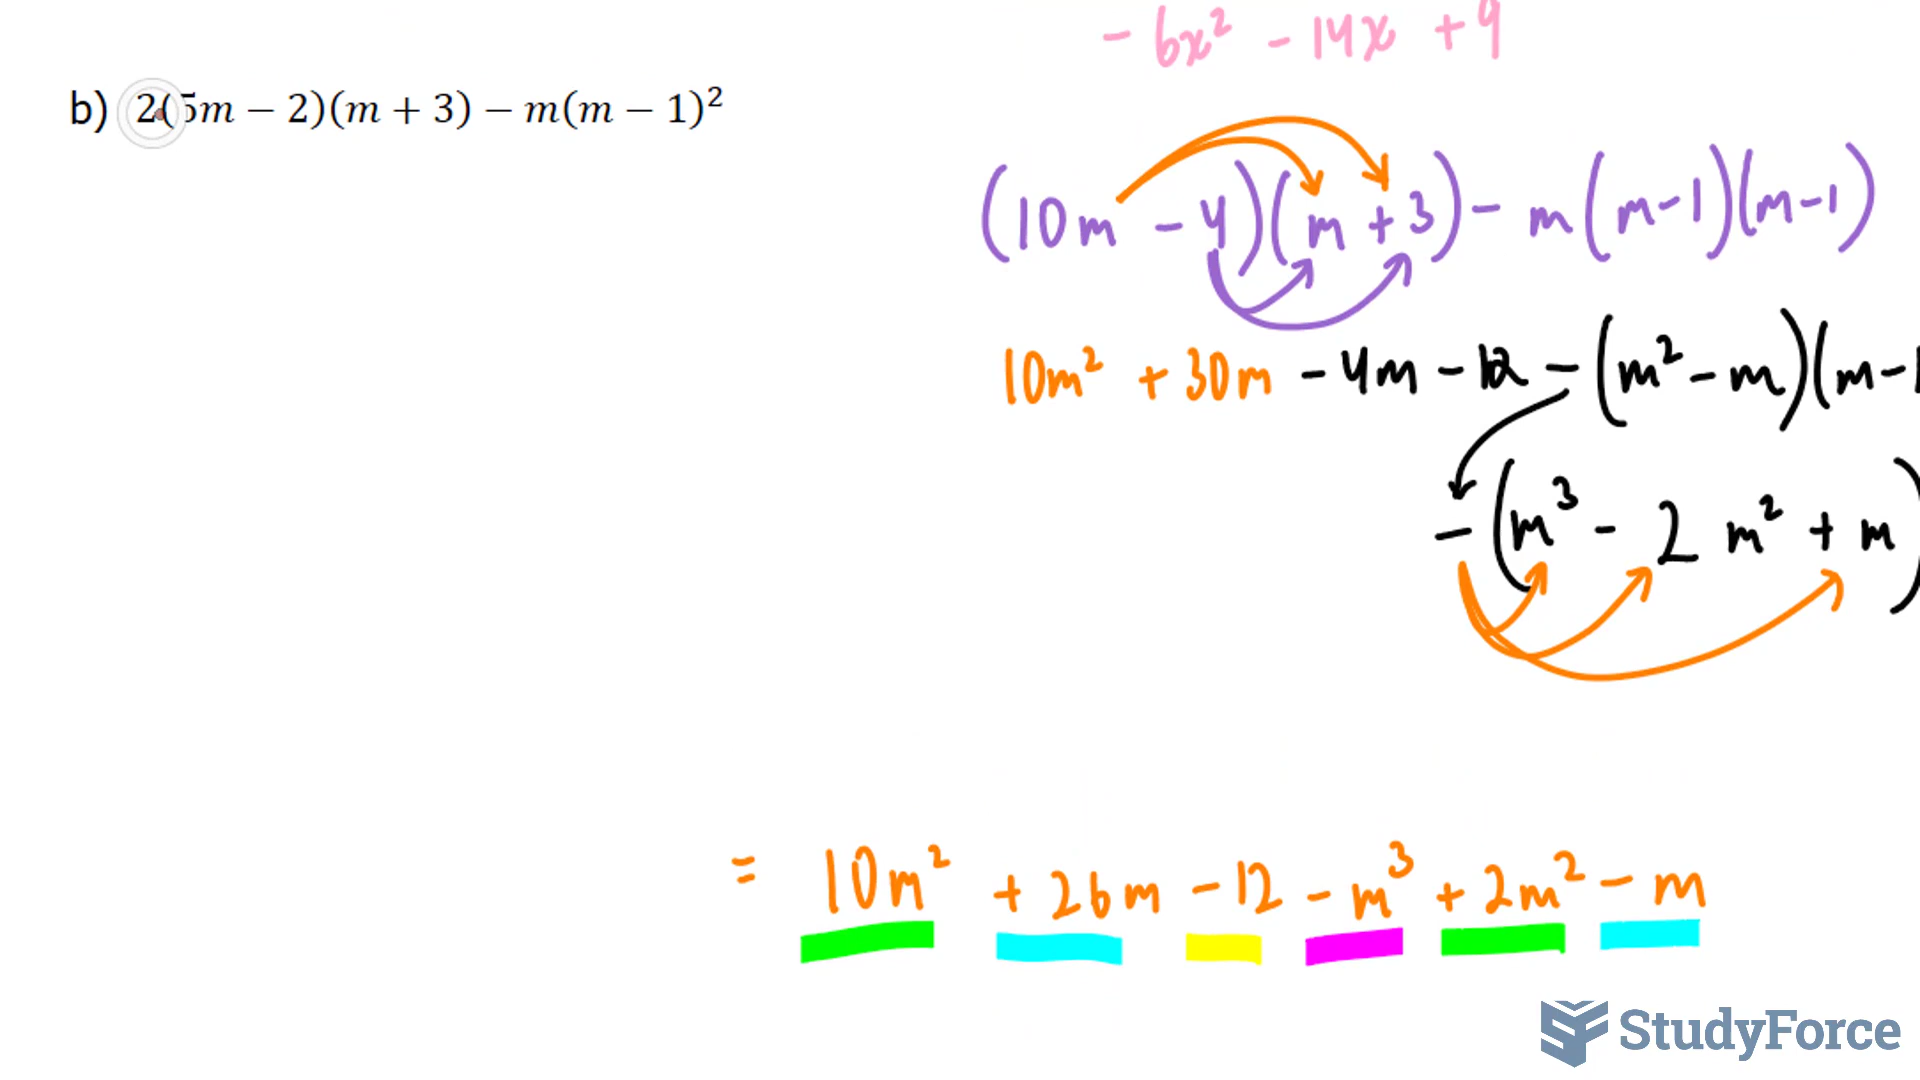 - 6x² - 14x + 9
b) 2(5m − 2)(m + 3) − m(m − 1)²
(10m - 4)(m + 3) - m(m-1)(m-1)
10m² + 30m - 4m - 12 - (m² - m)(m - 1
- (m³ - 2m² + m)
= 10m² + 26m - 12 - m³ + 2m² - m
StudyForce